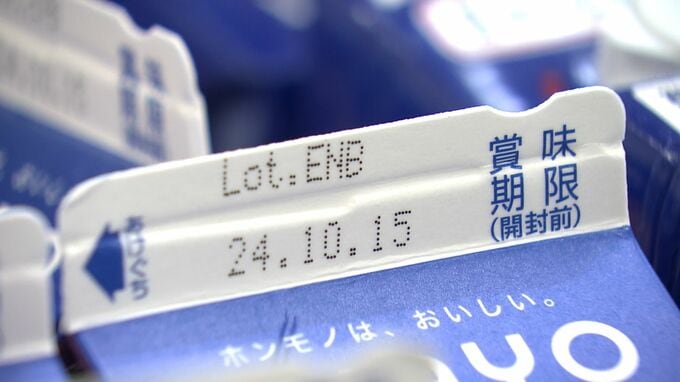 Lot.ENB
24.10.15
賞味
期限
(開封前)
あけぐち
ホンモノは、おいしい。
yo